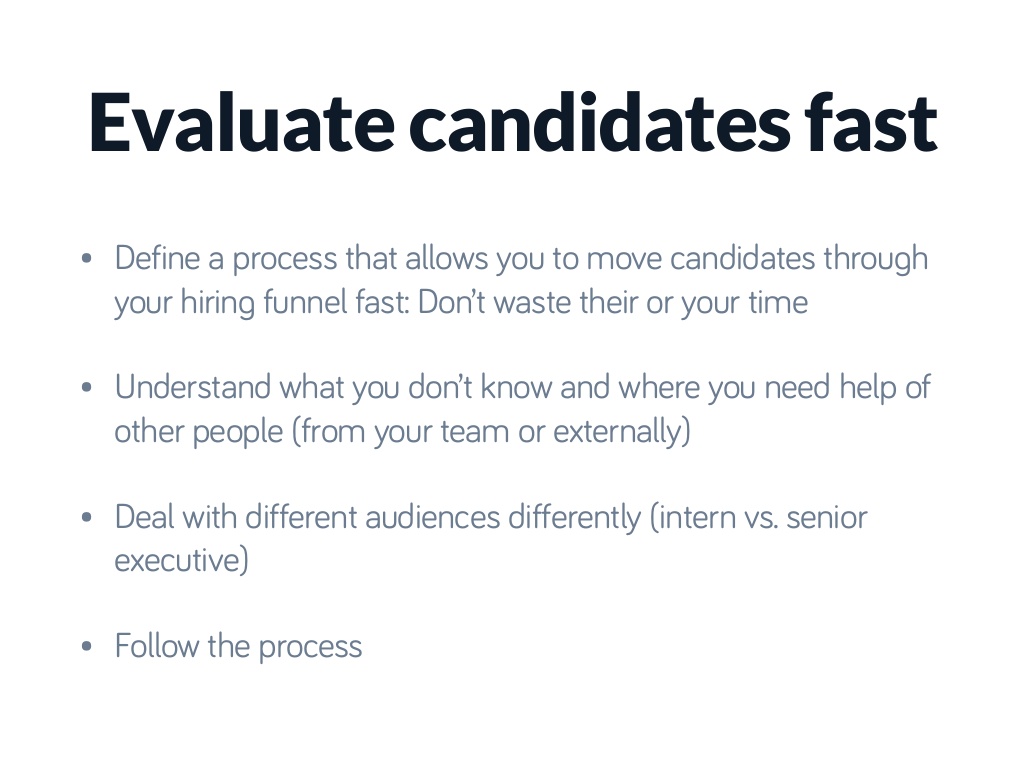 Evaluate candidates fast
• Define a process that allows you to move candidates through
your hiring funnel fast: Don’t waste their or your time
• Understand what you don’t know and where you need help of
other people (from your team or externally)
• Deal with different audiences differently (intern vs. senior
executive)
• Follow the process